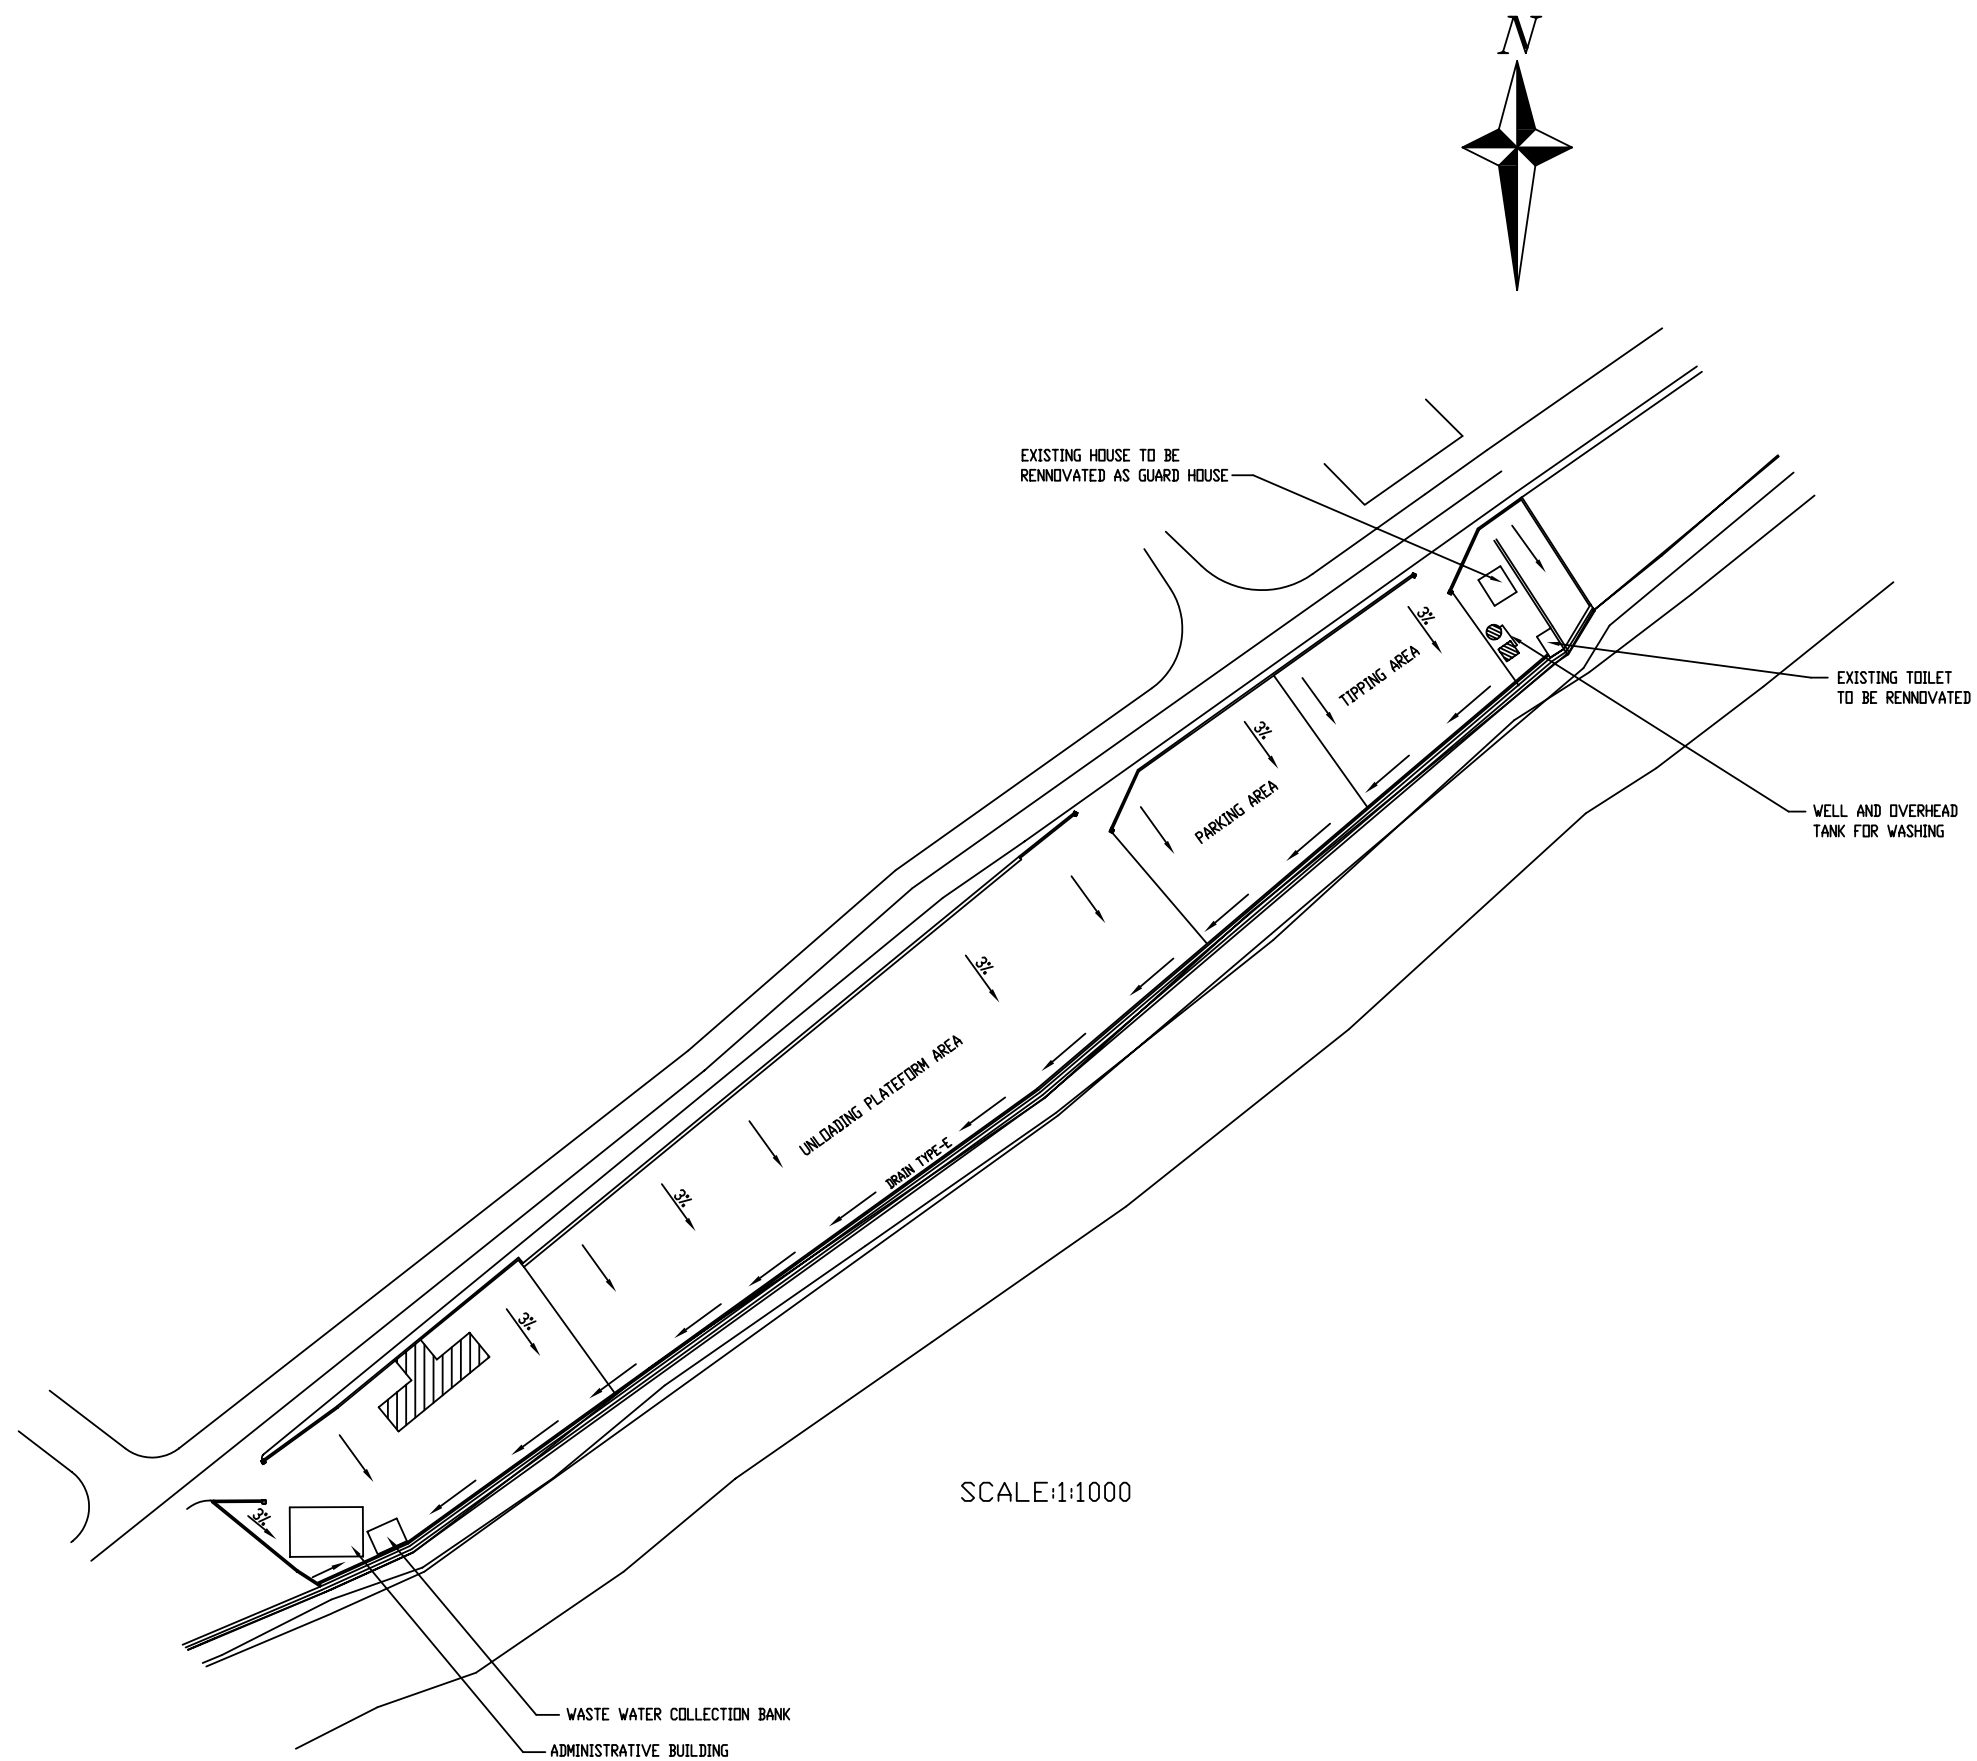 N
EXISTING HOUSE TO BE
RENNOVATED AS GUARD HOUSE
3%
TIPPING AREA
EXISTING TOILET
TO BE RENNOVATED
3%
PARKING AREA
WELL AND OVERHEAD
TANK FOR WASHING
3%
UNLOADING PLATEFORM AREA
DRAIN TYPE-E
3%
3%
SCALE:1:1000
3%
WASTE WATER COLLECTION BANK
ADMINISTRATIVE BUILDING